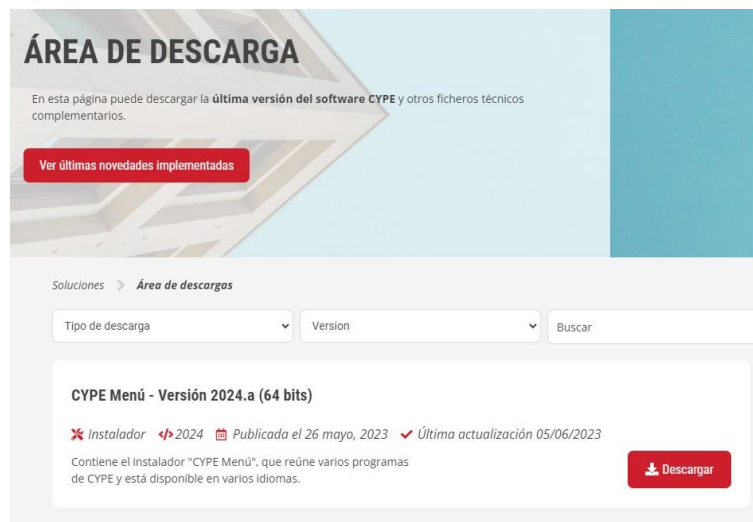 ÁREA DE DESCARGA
En esta página puede descargar la última versión del software CYPE y otros ficheros técnicos
complementarios.
Ver últimas novedades implementadas
Soluciones > Área de descargas
Tipo de descarga
Version
Buscar
CYPE Menú - Versión 2024.a (64 bits)
Instalador </> 2024 Publicada el 26 mayo, 2023 Última actualización 05/06/2023
Contiene el instalador "CYPE Menú", que reúne varios programas
de CYPE y está disponible en varios idiomas.
Descargar